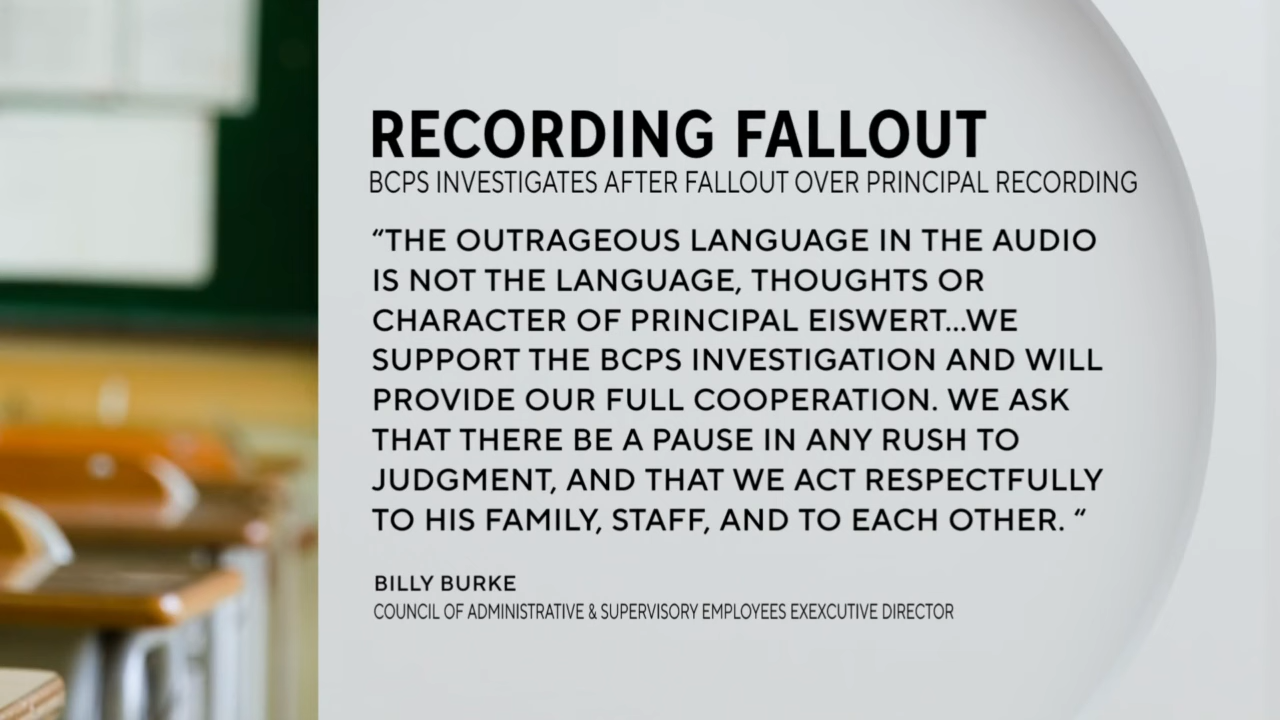 RECORDING FALLOUT
BCPS INVESTIGATES AFTER FALLOUT OVER PRINCIPAL RECORDING
“THE OUTRAGEOUS LANGUAGE IN THE AUDIO
IS NOT THE LANGUAGE, THOUGHTS OR
CHARACTER OF PRINCIPAL EISWERT...WE
SUPPORT THE BCPS INVESTIGATION AND WILL
PROVIDE OUR FULL COOPERATION. WE ASK
THAT THERE BE A PAUSE IN ANY RUSH TO
JUDGMENT, AND THAT WE ACT RESPECTFULLY
TO HIS FAMILY, STAFF, AND TO EACH OTHER. “
BILLY BURKE
COUNCIL OF ADMINISTRATIVE & SUPERVISORY EMPLOYEES EXEXCUTIVE DIRECTOR